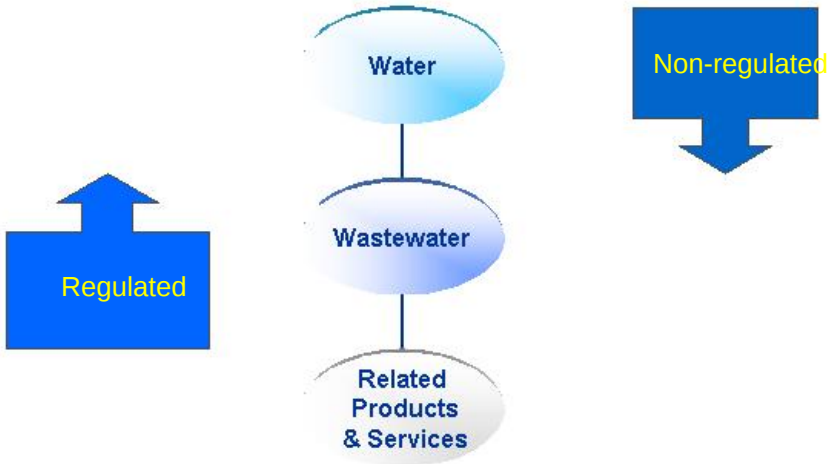 Water
Non-regulated
Wastewater
Regulated
Related
Products
& Services